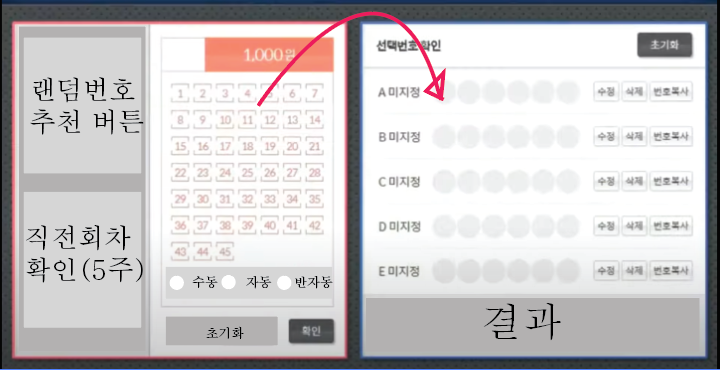 랜덤번호
추천 버튼
직전회차
확인(5주)
1,000원
1 2 3 4 5 6 7
8 9 10 11 12 13 14
15 16 17 18 19 20 21
22 23 24 25 26 27 28
29 30 31 32 33 34 35
36 37 38 39 40 41 42
43 44 45
수동 자동 반자동
초기화 확인
선택번호 확인 초기화
A 미지정 수정 삭제 번호복사
B 미지정 수정 삭제 번호복사
C 미지정 수정 삭제 번호복사
D 미지정 수정 삭제 번호복사
E 미지정 수정 삭제 번호복사
결과